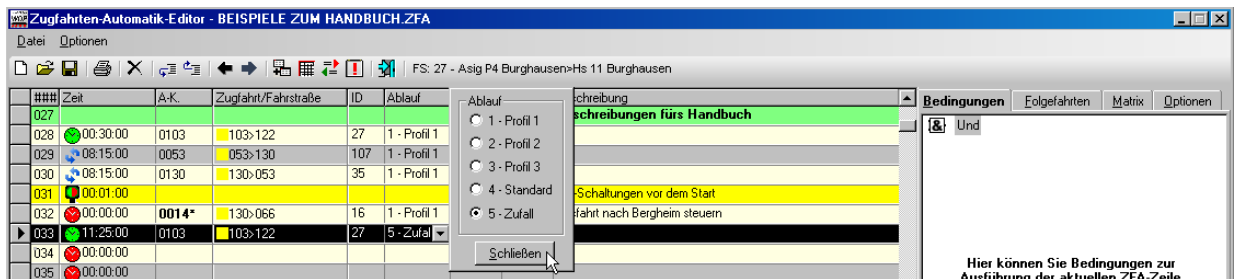 WDP Zugfahrten-Automatik-Editor - BEISPIELE ZUM HANDBUCH.ZFA
Datei Optionen
FS: 27 - Asig P4 Burghausen>Hs 11 Burghausen
### Zeit A-K. Zugfahrt/Fahrstraße ID Ablauf chreibung
027 schreibungen fürs Handbuch
028 00:30:00 0103 103>122 27 1 - Profil 1
029 08:15:00 0053 053>130 107 1 - Profil 1
030 08:15:00 0130 130>053 35 1 - Profil 1
031 00:01:00 -Schaltungen vor dem Start
032 00:00:00 0014* 130>066 16 1 - Profil 1 fahrt nach Bergheim steuern
033 11:25:00 0103 103>122 27 5 - Zufal
034 00:00:00
035 00:00:00
Ablauf
1 - Profil 1
2 - Profil 2
3 - Profil 3
4 - Standard
5 - Zufall
Schließen
Bedingungen Folgefahrten Matrix Optionen
& Und
Hier können Sie Bedingungen zur
Ausführung der aktuellen ZFA-Zeile